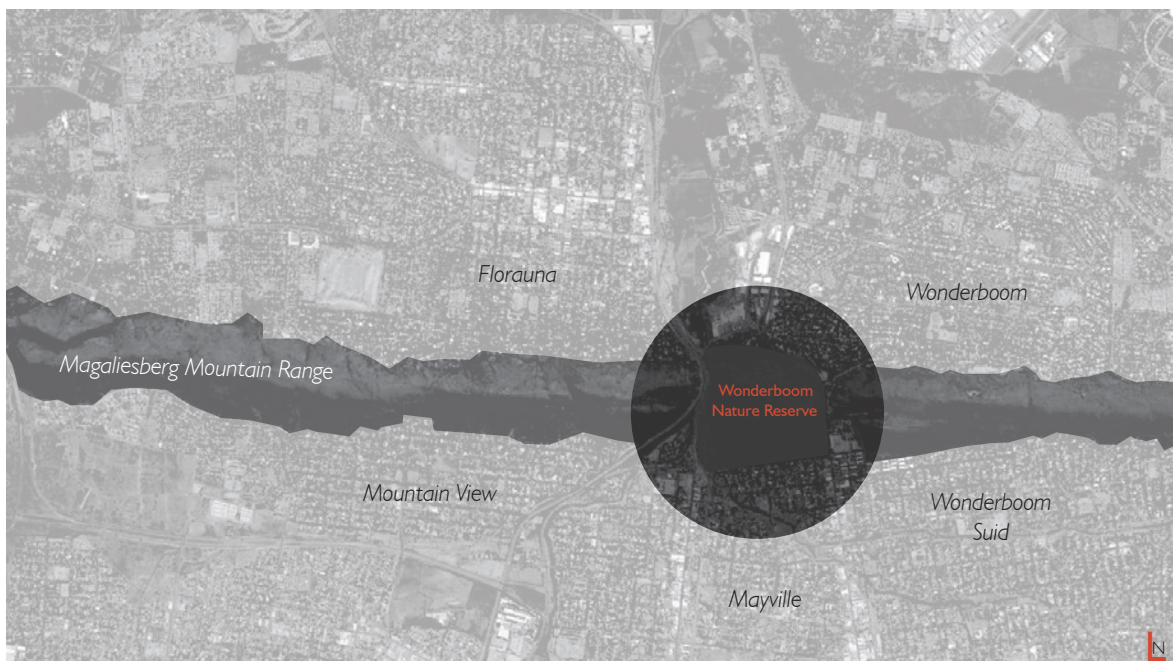 Florauna
Wonderboom
Magaliesberg Mountain Range
Wonderboom
Nature Reserve
Mountain View
Wonderboom
Suid
Mayville
N